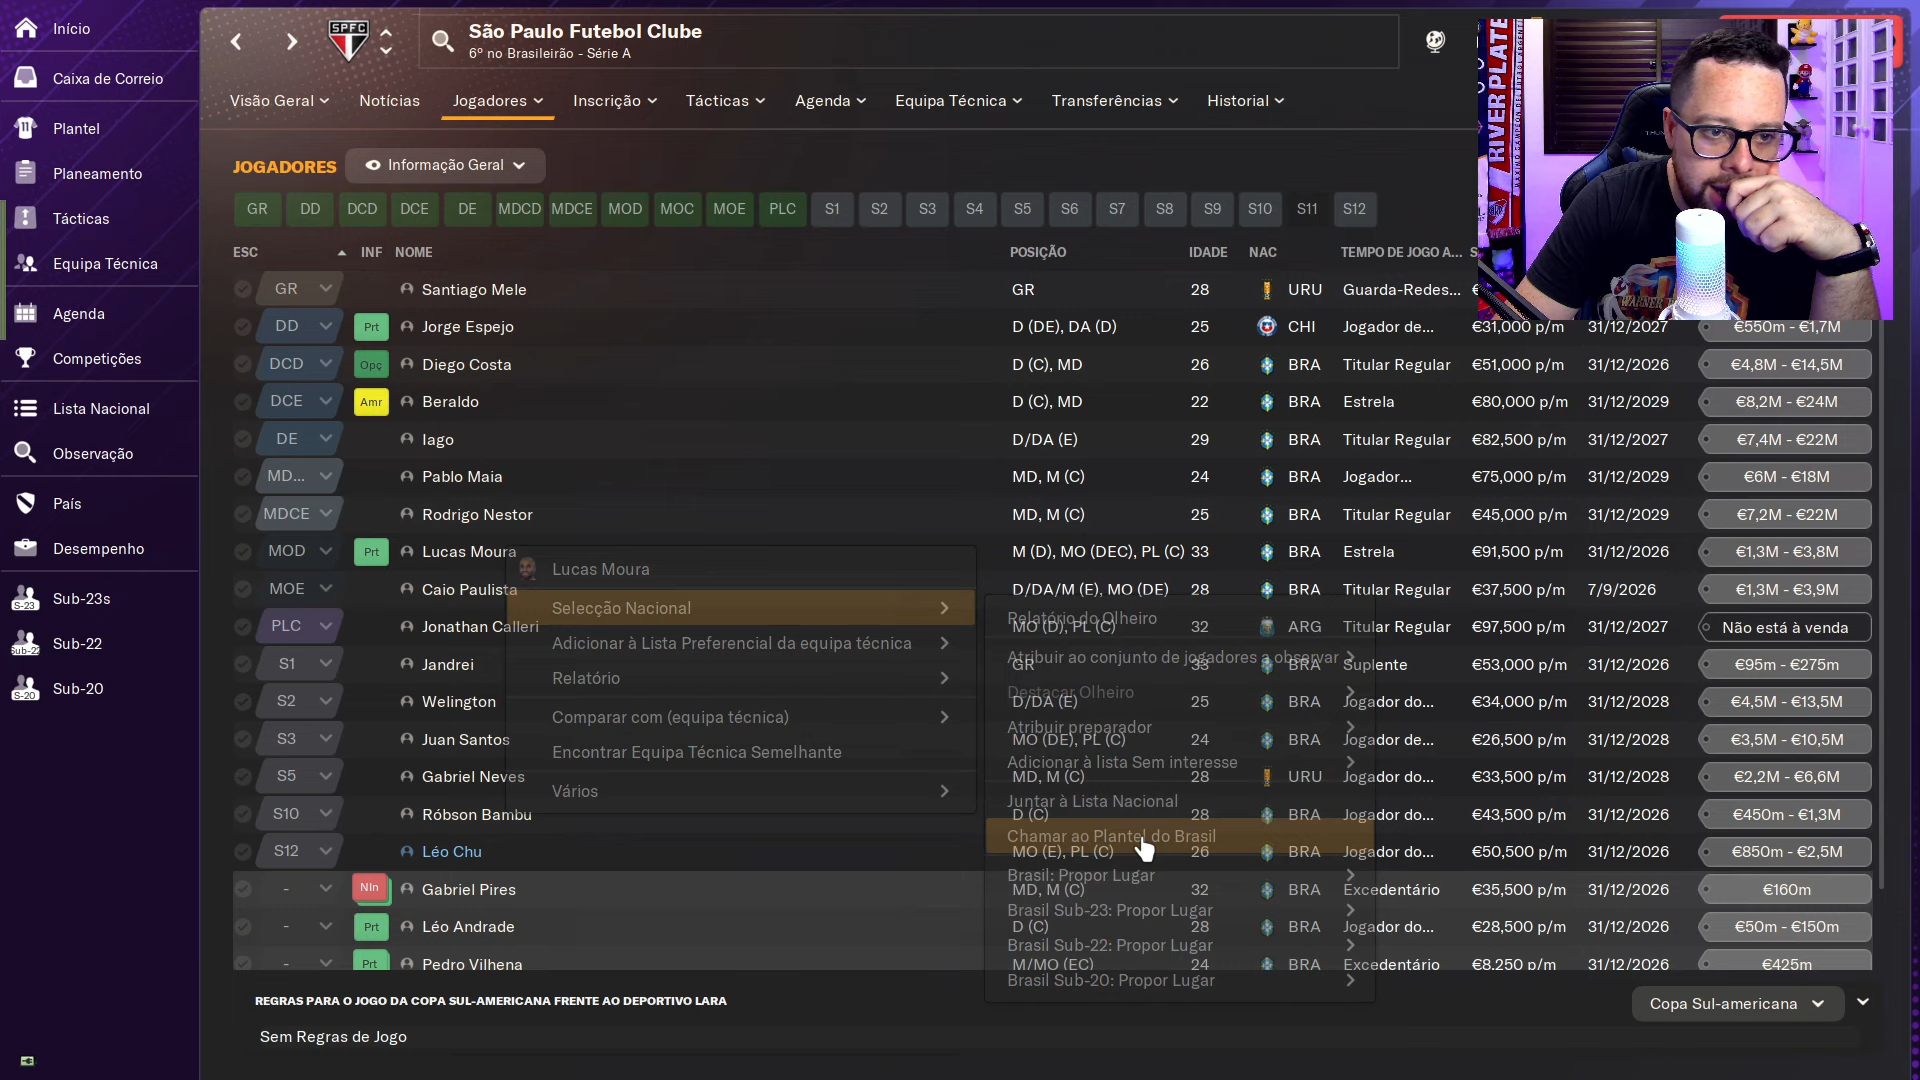 Início
Caixa de Correio
Plantel
Planeamento
Tácticas
Equipa Técnica
Agenda
Competições
Lista Nacional
Observação
País
Desempenho
S-23 Sub-23s
Sub-22 Sub-22
S-20 Sub-20
SPFC
São Paulo Futebol Clube
6º no Brasileirão - Série A
Visão Geral Notícias Jogadores Inscrição Tácticas Agenda Equipa Técnica Transferências Historial
JOGADORES Informação Geral
GR DD DCD DCE DE MDCD MDCE MOD MOC MOE PLC S1 S2 S3 S4 S5 S6 S7 S8 S9 S10 S11 S12
ESC INF NOME POSIÇÃO IDADE NAC TEMPO DE JOGO A...
GR Santiago Mele GR 28 URU Guarda-Redes...
DD Prt Jorge Espejo D (DE), DA (D) 25 CHI Jogador de... €31,000 p/m 31/12/2027 €550m - €1,7M
DCD Opç Diego Costa D (C), MD 26 BRA Titular Regular €51,000 p/m 31/12/2026 €4,8M - €14,5M
DCE Amr Beraldo D (C), MD 22 BRA Estrela €80,000 p/m 31/12/2029 €8,2M - €24M
DE Iago D/DA (E) 29 BRA Titular Regular €82,500 p/m 31/12/2027 €7,4M - €22M
MD... Pablo Maia MD, M (C) 24 BRA Jogador... €75,000 p/m 31/12/2029 €6M - €18M
MDCE Rodrigo Nestor MD, M (C) 25 BRA Titular Regular €45,000 p/m 31/12/2029 €7,2M - €22M
MOD Prt Lucas Moura M (D), MO (DEC), PL (C) 33 BRA Estrela €91,500 p/m 31/12/2026 €1,3M - €3,8M
MOE Caio Paulista D/DA/M (E), MO (DE) 28 BRA Titular Regular €37,500 p/m 7/9/2026 €1,3M - €3,9M
PLC Jonathan Calleri MO (D), PL (C) 32 ARG Titular Regular €97,500 p/m 31/12/2027 Não está à venda
S1 Jandrei GR 33 BRA Suplente €53,000 p/m 31/12/2026 €95m - €275m
S2 Welington D/DA (E) 25 BRA Jogador do... €34,000 p/m 31/12/2028 €4,5M - €13,5M
S3 Juan Santos MO (DE), PL (C) 24 BRA Jogador de... €26,500 p/m 31/12/2028 €3,5M - €10,5M
S5 Gabriel Neves MD, M (C) 28 URU Jogador do... €33,500 p/m 31/12/2028 €2,2M - €6,6M
S10 Róbson Bambu D (C) 28 BRA Jogador do... €43,500 p/m 31/12/2026 €450m - €1,3M
S12 Léo Chu MO (E), PL (C) 26 BRA Jogador do... €50,500 p/m 31/12/2026 €850m - €2,5M
- NIn Gabriel Pires MD, M (C) 32 BRA Excedentário €35,500 p/m 31/12/2026 €160m
- Prt Léo Andrade D (C) 28 BRA Jogador do... €28,500 p/m 31/12/2026 €50m - €150m
- Prt Pedro Vilhena M/MO (EC) 24 BRA Excedentário €8,250 p/m 31/12/2026 €425m
Lucas Moura
Selecção Nacional
Adicionar à Lista Preferencial da equipa técnica
Relatório
Comparar com (equipa técnica)
Encontrar Equipa Técnica Semelhante
Vários
Relatório do Olheiro
Atribuir ao conjunto de jogadores a observar
Destacar Olheiro
Atribuir preparador
Adicionar à lista Sem interesse
Juntar à Lista Nacional
Chamar ao Plantel do Brasil
Brasil: Propor Lugar
Brasil Sub-23: Propor Lugar
Brasil Sub-22: Propor Lugar
Brasil Sub-20: Propor Lugar
REGRAS PARA O JOGO DA COPA SUL-AMERICANA FRENTE AO DEPORTIVO LARA
Copa Sul-americana
Sem Regras de Jogo
RIVER PLATE